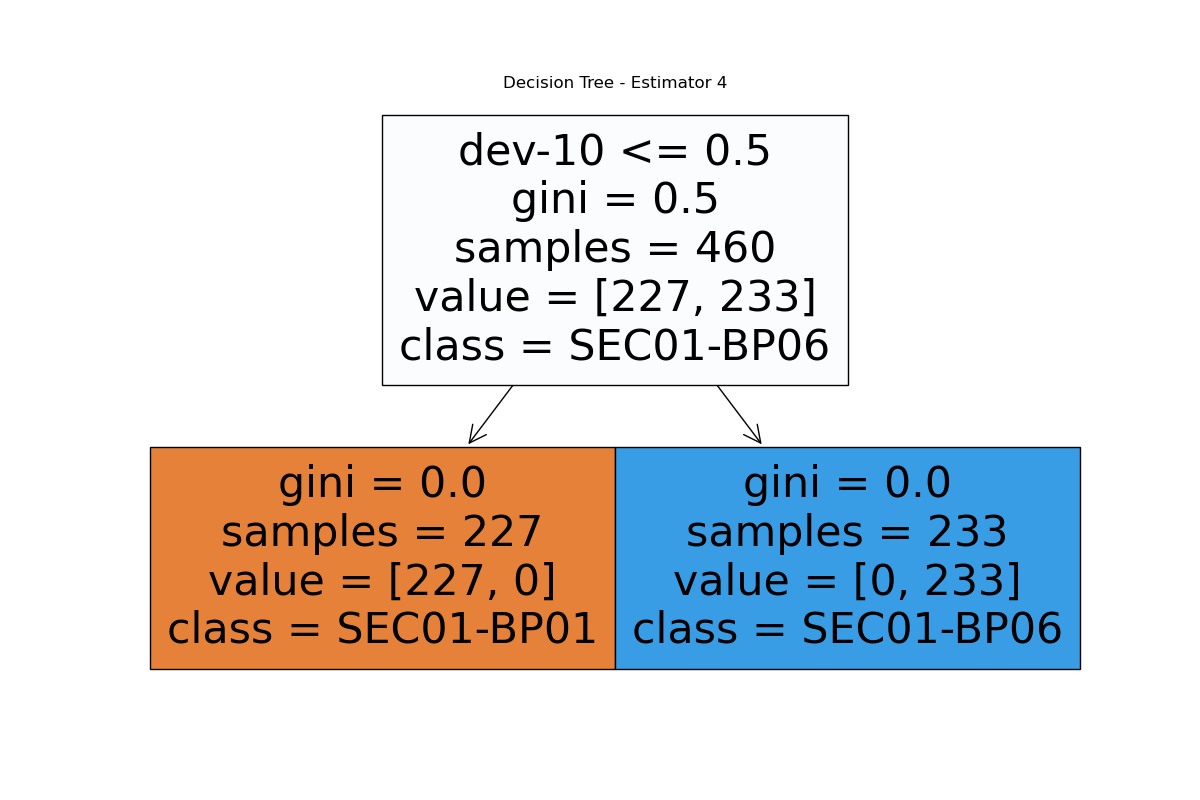 Decision Tree - Estimator 4
dev-10 <= 0.5
gini = 0.5
samples = 460
value = [227, 233]
class = SEC01-BP06
gini = 0.0
samples = 227
value = [227, 0]
class = SEC01-BP01
gini = 0.0
samples = 233
value = [0, 233]
class = SEC01-BP06